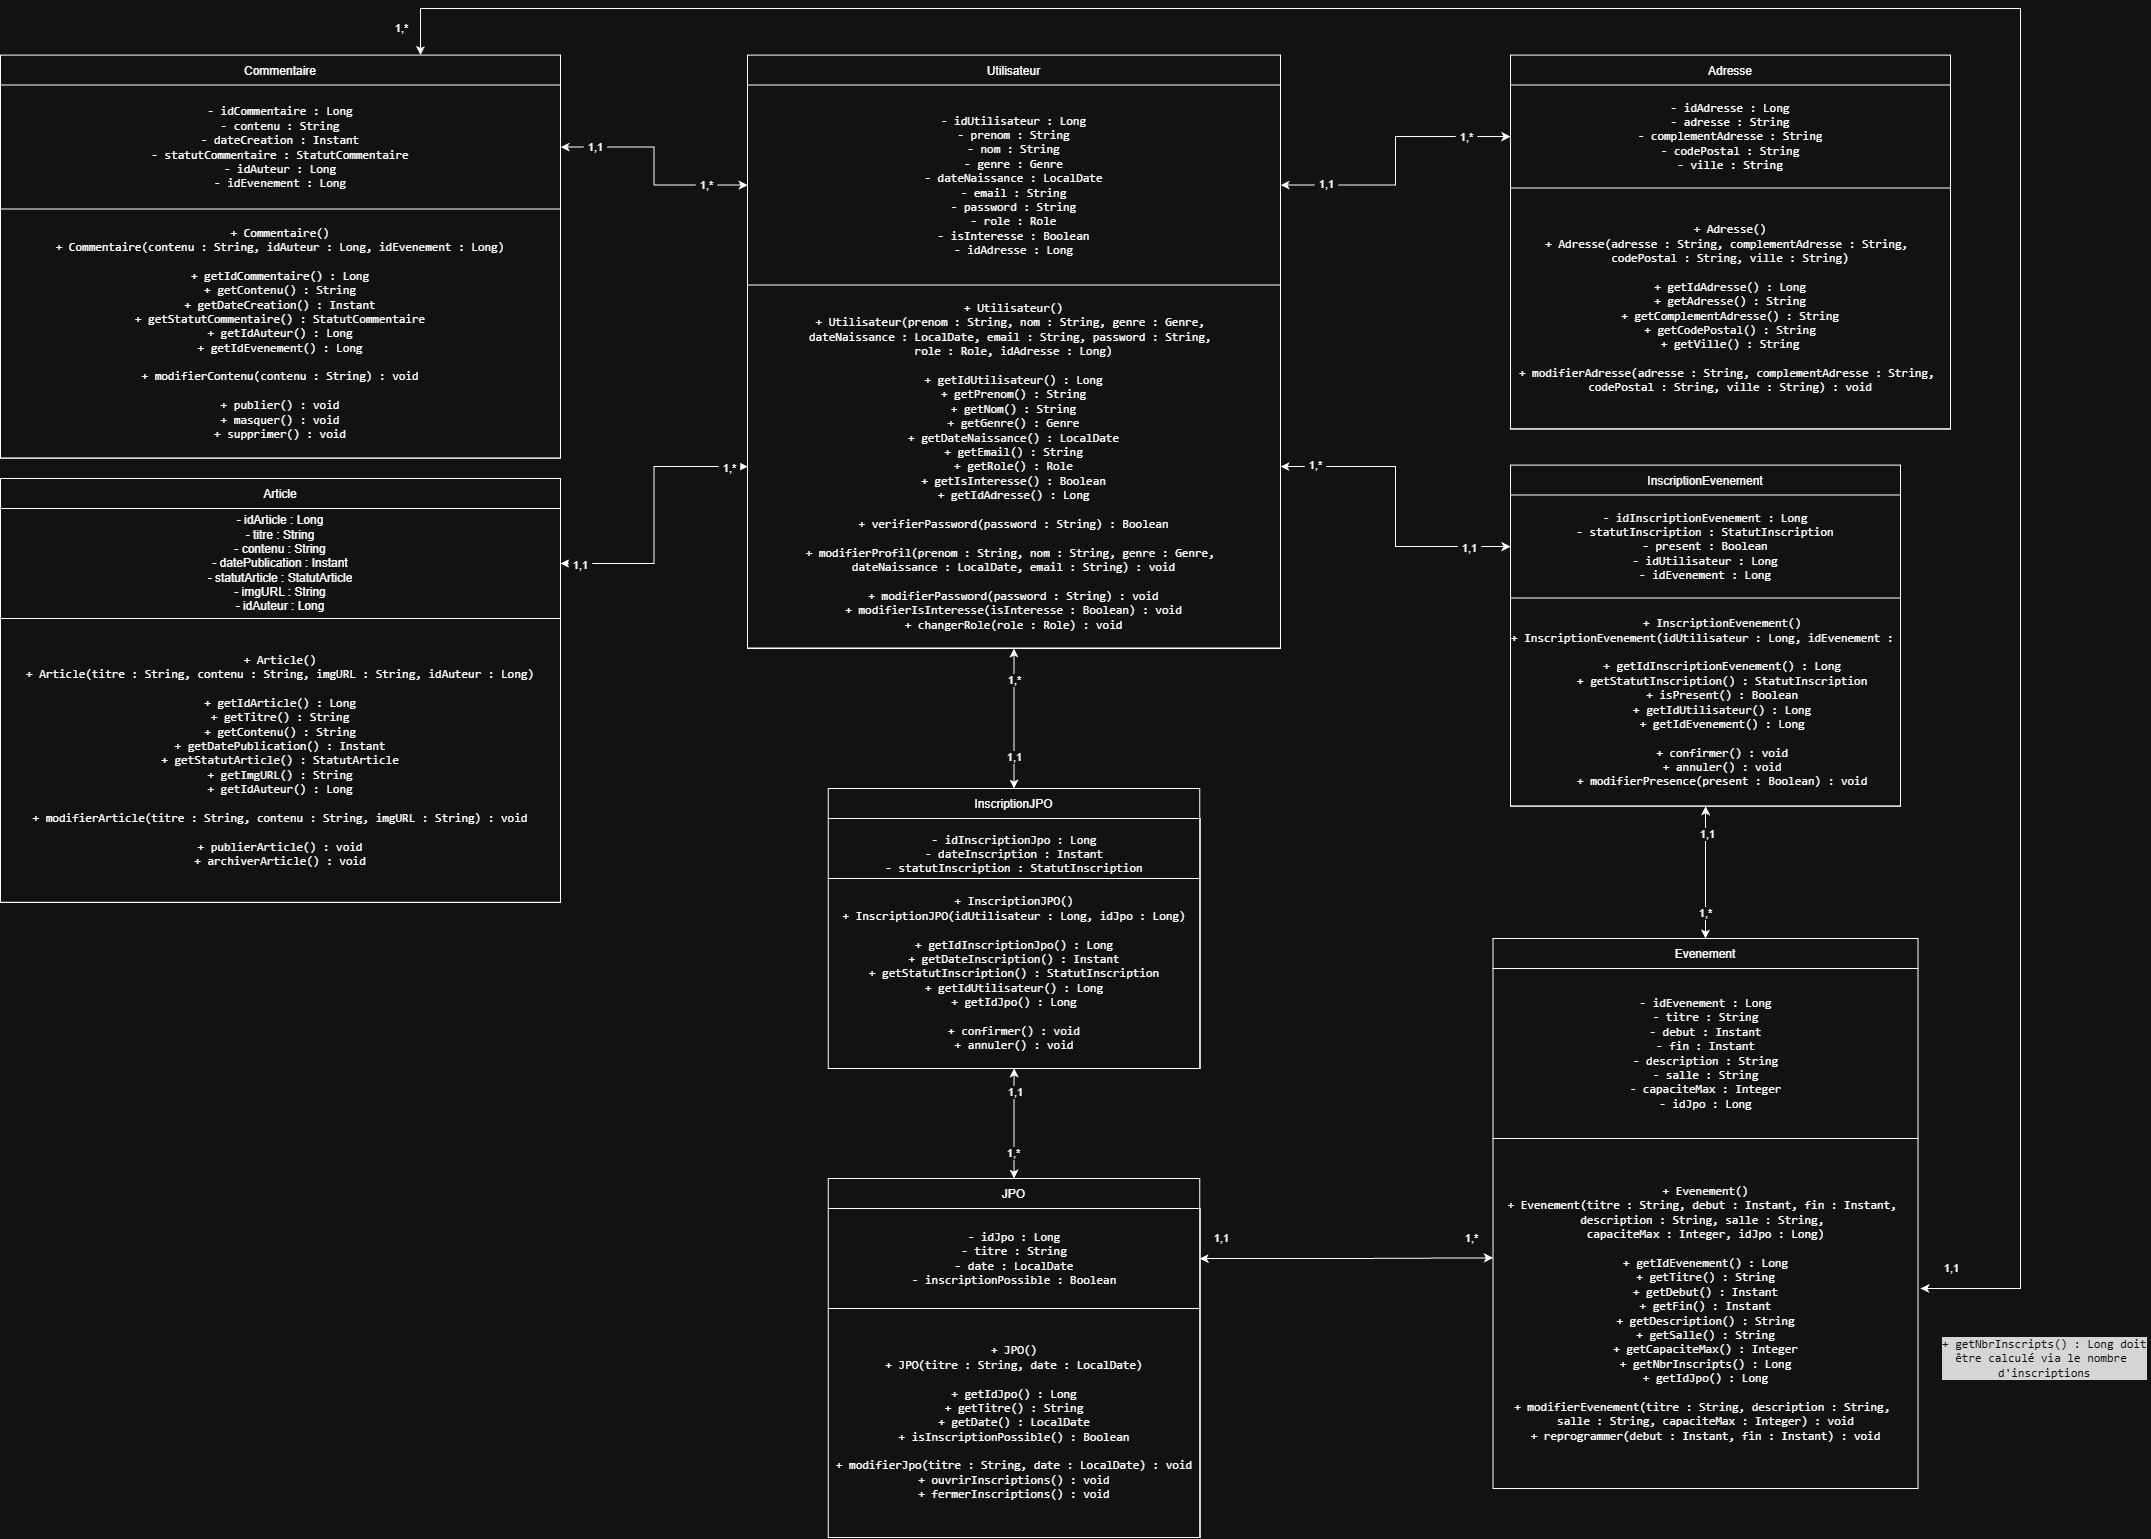 1,*
Commentaire
- idCommentaire : Long
- contenu : String
- dateCreation : Instant
- statutCommentaire : StatutCommentaire
- idAuteur : Long
- idEvenement : Long
+ Commentaire()
+ Commentaire(contenu : String, idAuteur : Long, idEvenement : Long)
+ getIdCommentaire() : Long
+ getContenu() : String
+ getDateCreation() : Instant
+ getStatutCommentaire() : StatutCommentaire
+ getIdAuteur() : Long
+ getIdEvenement() : Long
+ modifierContenu(contenu : String) : void
+ publier() : void
+ masquer() : void
+ supprimer() : void
1,1
1,*
Utilisateur
- idUtilisateur : Long
- prenom : String
- nom : String
- genre : Genre
- dateNaissance : LocalDate
- email : String
- password : String
- role : Role
- isInteresse : Boolean
- idAdresse : Long
+ Utilisateur()
+ Utilisateur(prenom : String, nom : String, genre : Genre,
dateNaissance : LocalDate, email : String, password : String,
role : Role, idAdresse : Long)
+ getIdUtilisateur() : Long
+ getPrenom() : String
+ getNom() : String
+ getGenre() : Genre
+ getDateNaissance() : LocalDate
+ getEmail() : String
+ getRole() : Role
+ getIsInteresse() : Boolean
+ getIdAdresse() : Long
+ verifierPassword(password : String) : Boolean
+ modifierProfil(prenom : String, nom : String, genre : Genre,
dateNaissance : LocalDate, email : String) : void
+ modifierPassword(password : String) : void
+ modifierIsInteresse(isInteresse : Boolean) : void
+ changerRole(role : Role) : void
1,1
1,*
Adresse
- idAdresse : Long
- adresse : String
- complementAdresse : String
- codePostal : String
- ville : String
+ Adresse()
+ Adresse(adresse : String, complementAdresse : String,
codePostal : String, ville : String)
+ getIdAdresse() : Long
+ getAdresse() : String
+ getComplementAdresse() : String
+ getCodePostal() : String
+ getVille() : String
+ modifierAdresse(adresse : String, complementAdresse : String,
codePostal : String, ville : String) : void
1,*
1,1
Article
- idArticle : Long
- titre : String
- contenu : String
- datePublication : Instant
- statutArticle : StatutArticle
- imgURL : String
- idAuteur : Long
+ Article()
+ Article(titre : String, contenu : String, imgURL : String, idAuteur : Long)
+ getIdArticle() : Long
+ getTitre() : String
+ getContenu() : String
+ getDatePublication() : Instant
+ getStatutArticle() : StatutArticle
+ getImgURL() : String
+ getIdAuteur() : Long
+ modifierArticle(titre : String, contenu : String, imgURL : String) : void
+ publierArticle() : void
+ archiverArticle() : void
1,*
1,1
InscriptionEvenement
- idInscriptionEvenement : Long
- statutInscription : StatutInscription
- present : Boolean
- idUtilisateur : Long
- idEvenement : Long
+ InscriptionEvenement()
+ InscriptionEvenement(idUtilisateur : Long, idEvenement :
+ getIdInscriptionEvenement() : Long
+ getStatutInscription() : StatutInscription
+ isPresent() : Boolean
+ getIdUtilisateur() : Long
+ getIdEvenement() : Long
+ confirmer() : void
+ annuler() : void
+ modifierPresence(present : Boolean) : void
1,*
1,1
InscriptionJPO
- idInscriptionJpo : Long
- dateInscription : Instant
- statutInscription : StatutInscription
+ InscriptionJPO()
+ InscriptionJPO(idUtilisateur : Long, idJpo : Long)
+ getIdInscriptionJpo() : Long
+ getDateInscription() : Instant
+ getStatutInscription() : StatutInscription
+ getIdUtilisateur() : Long
+ getIdJpo() : Long
+ confirmer() : void
+ annuler() : void
1,1
1,*
Evenement
- idEvenement : Long
- titre : String
- debut : Instant
- fin : Instant
- description : String
- salle : String
- capaciteMax : Integer
- idJpo : Long
+ Evenement()
+ Evenement(titre : String, debut : Instant, fin : Instant,
description : String, salle : String,
capaciteMax : Integer, idJpo : Long)
+ getIdEvenement() : Long
+ getTitre() : String
+ getDebut() : Instant
+ getFin() : Instant
+ getDescription() : String
+ getSalle() : String
+ getCapaciteMax() : Integer
+ getNbrInscripts() : Long
+ getIdJpo() : Long
+ modifierEvenement(titre : String, description : String,
salle : String, capaciteMax : Integer) : void
+ reprogrammer(debut : Instant, fin : Instant) : void
1,1
1,*
JPO
- idJpo : Long
- titre : String
- date : LocalDate
- inscriptionPossible : Boolean
+ JPO()
+ JPO(titre : String, date : LocalDate)
+ getIdJpo() : Long
+ getTitre() : String
+ getDate() : LocalDate
+ isInscriptionPossible() : Boolean
+ modifierJpo(titre : String, date : LocalDate) : void
+ ouvrirInscriptions() : void
+ fermerInscriptions() : void
1,1
1,*
1,1
+ getNbrInscripts() : Long doit
être calculé via le nombre
d'inscriptions